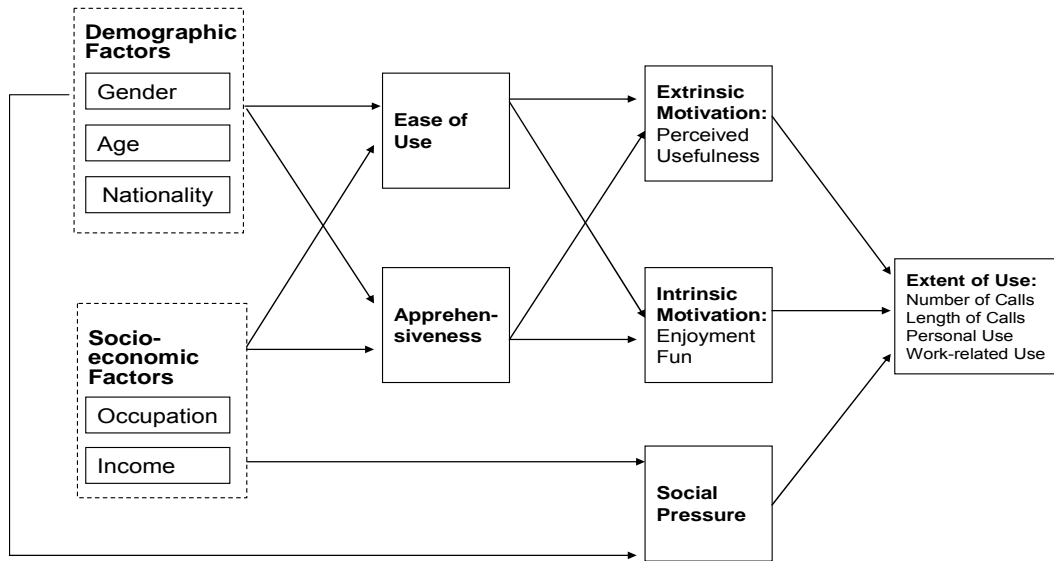 Demographic
Factors
Gender
Age
Nationality
Socio-
economic
Factors
Occupation
Income
Ease of
Use
Apprehen-
siveness
Extrinsic
Motivation:
Perceived
Usefulness
Intrinsic
Motivation:
Enjoyment
Fun
Social
Pressure
Extent of Use:
Number of Calls
Length of Calls
Personal Use
Work-related Use